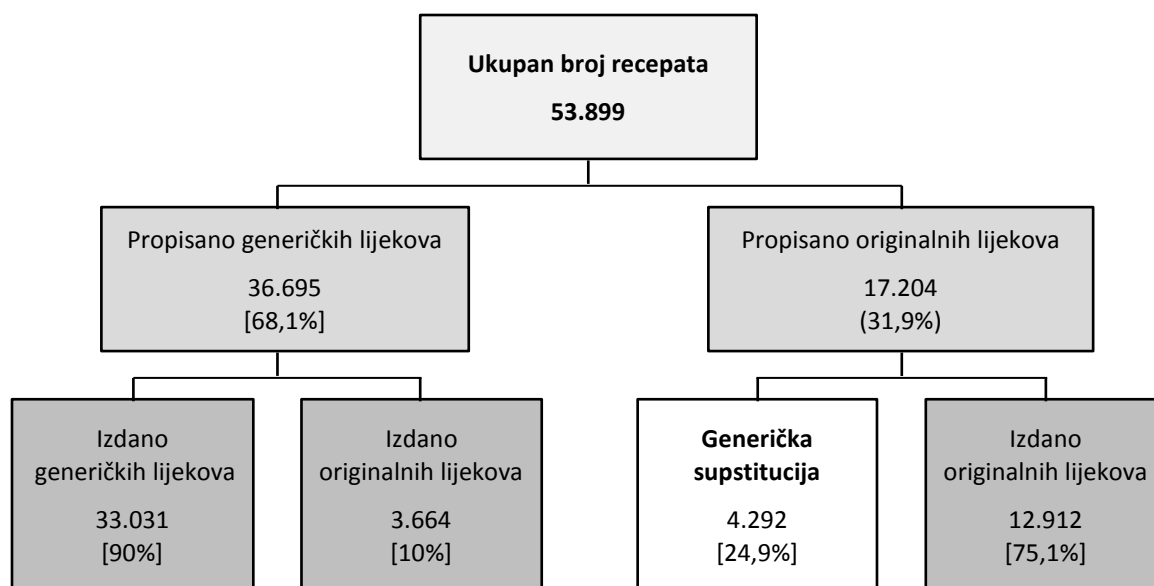 Ukupan broj recepata
53.899
Propisano generičkih lijekova
36.695
[68,1%]
Propisano originalnih lijekova
17.204
(31,9%)
Izdano
generičkih lijekova
33.031
[90%]
Izdano
originalnih lijekova
3.664
[10%]
Generička
supstitucija
4.292
[24,9%]
Izdano
originalnih lijekova
12.912
[75,1%]